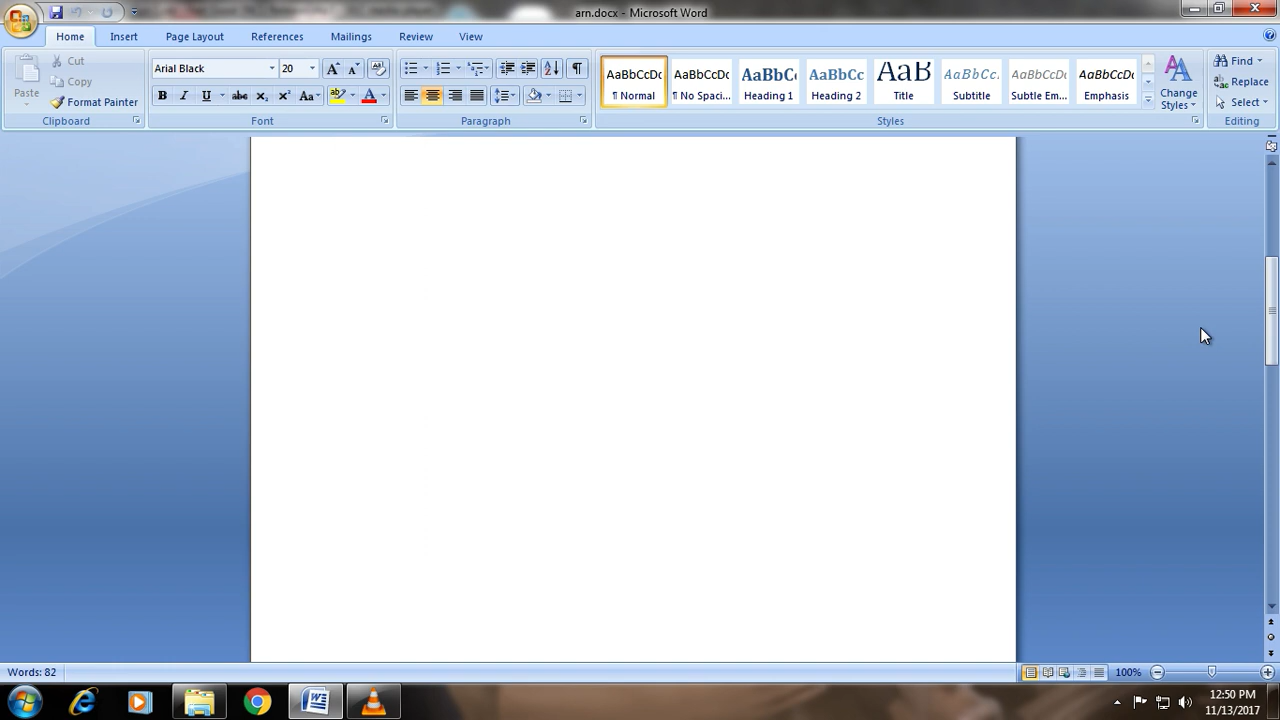 arn.docx - Microsoft Word
Home Insert Page Layout References Mailings Review View
Paste
Cut
Copy
Format Painter
Clipboard
Arial Black 20
Font
Paragraph
AaBbCcDc AaBbCcDc AaBbC AaBbCc AaB AaBbCc. AaBbCcDc AaBbCcDc
¶ Normal ¶ No Spaci... Heading 1 Heading 2 Title Subtitle Subtle Em... Emphasis
Styles
Change Styles
Find
Replace
Select
Editing
Words: 82
100%
12:50 PM
11/13/2017